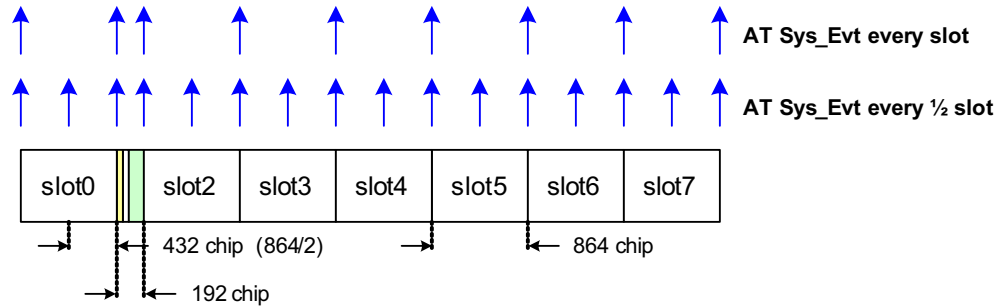 AT Sys_Evt every slot
AT Sys_Evt every ½ slot
slot0 slot2 slot3 slot4 slot5 slot6 slot7
432 chip (864/2) 864 chip
192 chip